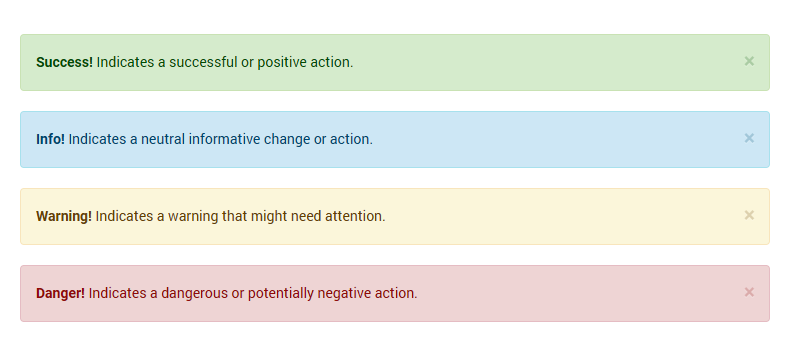 Success! Indicates a successful or positive action. ×
Info! Indicates a neutral informative change or action. ×
Warning! Indicates a warning that might need attention. ×
Danger! Indicates a dangerous or potentially negative action. ×